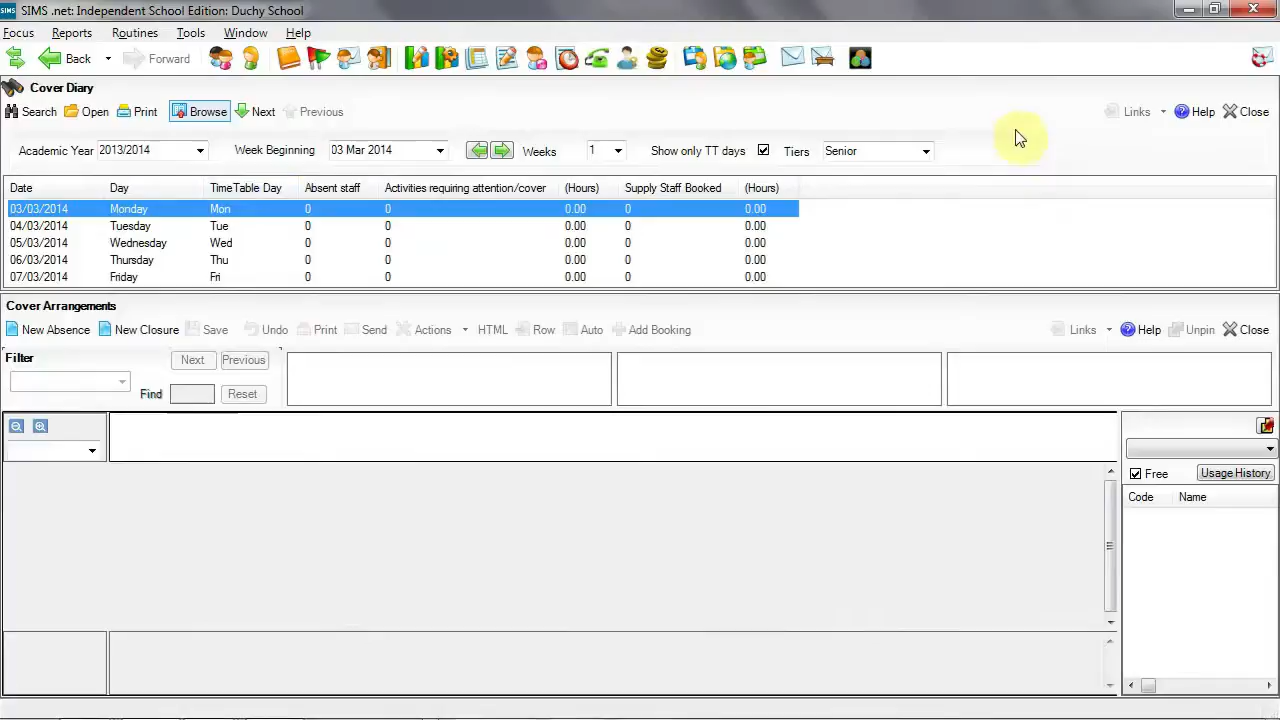 SIMS .net: Independent School Edition: Duchy School
Focus Reports Routines Tools Window Help
Back Forward
Cover Diary
Search Open Print Browse Next Previous Links Help Close
Academic Year 2013/2014 Week Beginning 03 Mar 2014 Weeks 1 Show only TT days Tiers Senior
Date Day TimeTable Day Absent staff Activities requiring attention/cover (Hours) Supply Staff Booked (Hours)
03/03/2014 Monday Mon 0 0 0.00 0 0.00
04/03/2014 Tuesday Tue 0 0 0.00 0 0.00
05/03/2014 Wednesday Wed 0 0 0.00 0 0.00
06/03/2014 Thursday Thu 0 0 0.00 0 0.00
07/03/2014 Friday Fri 0 0 0.00 0 0.00
Cover Arrangements
New Absence New Closure Save Undo Print Send Actions HTML Row Auto Add Booking Links Help Unpin Close
Filter Next Previous
Find Reset
Free Usage History
Code Name